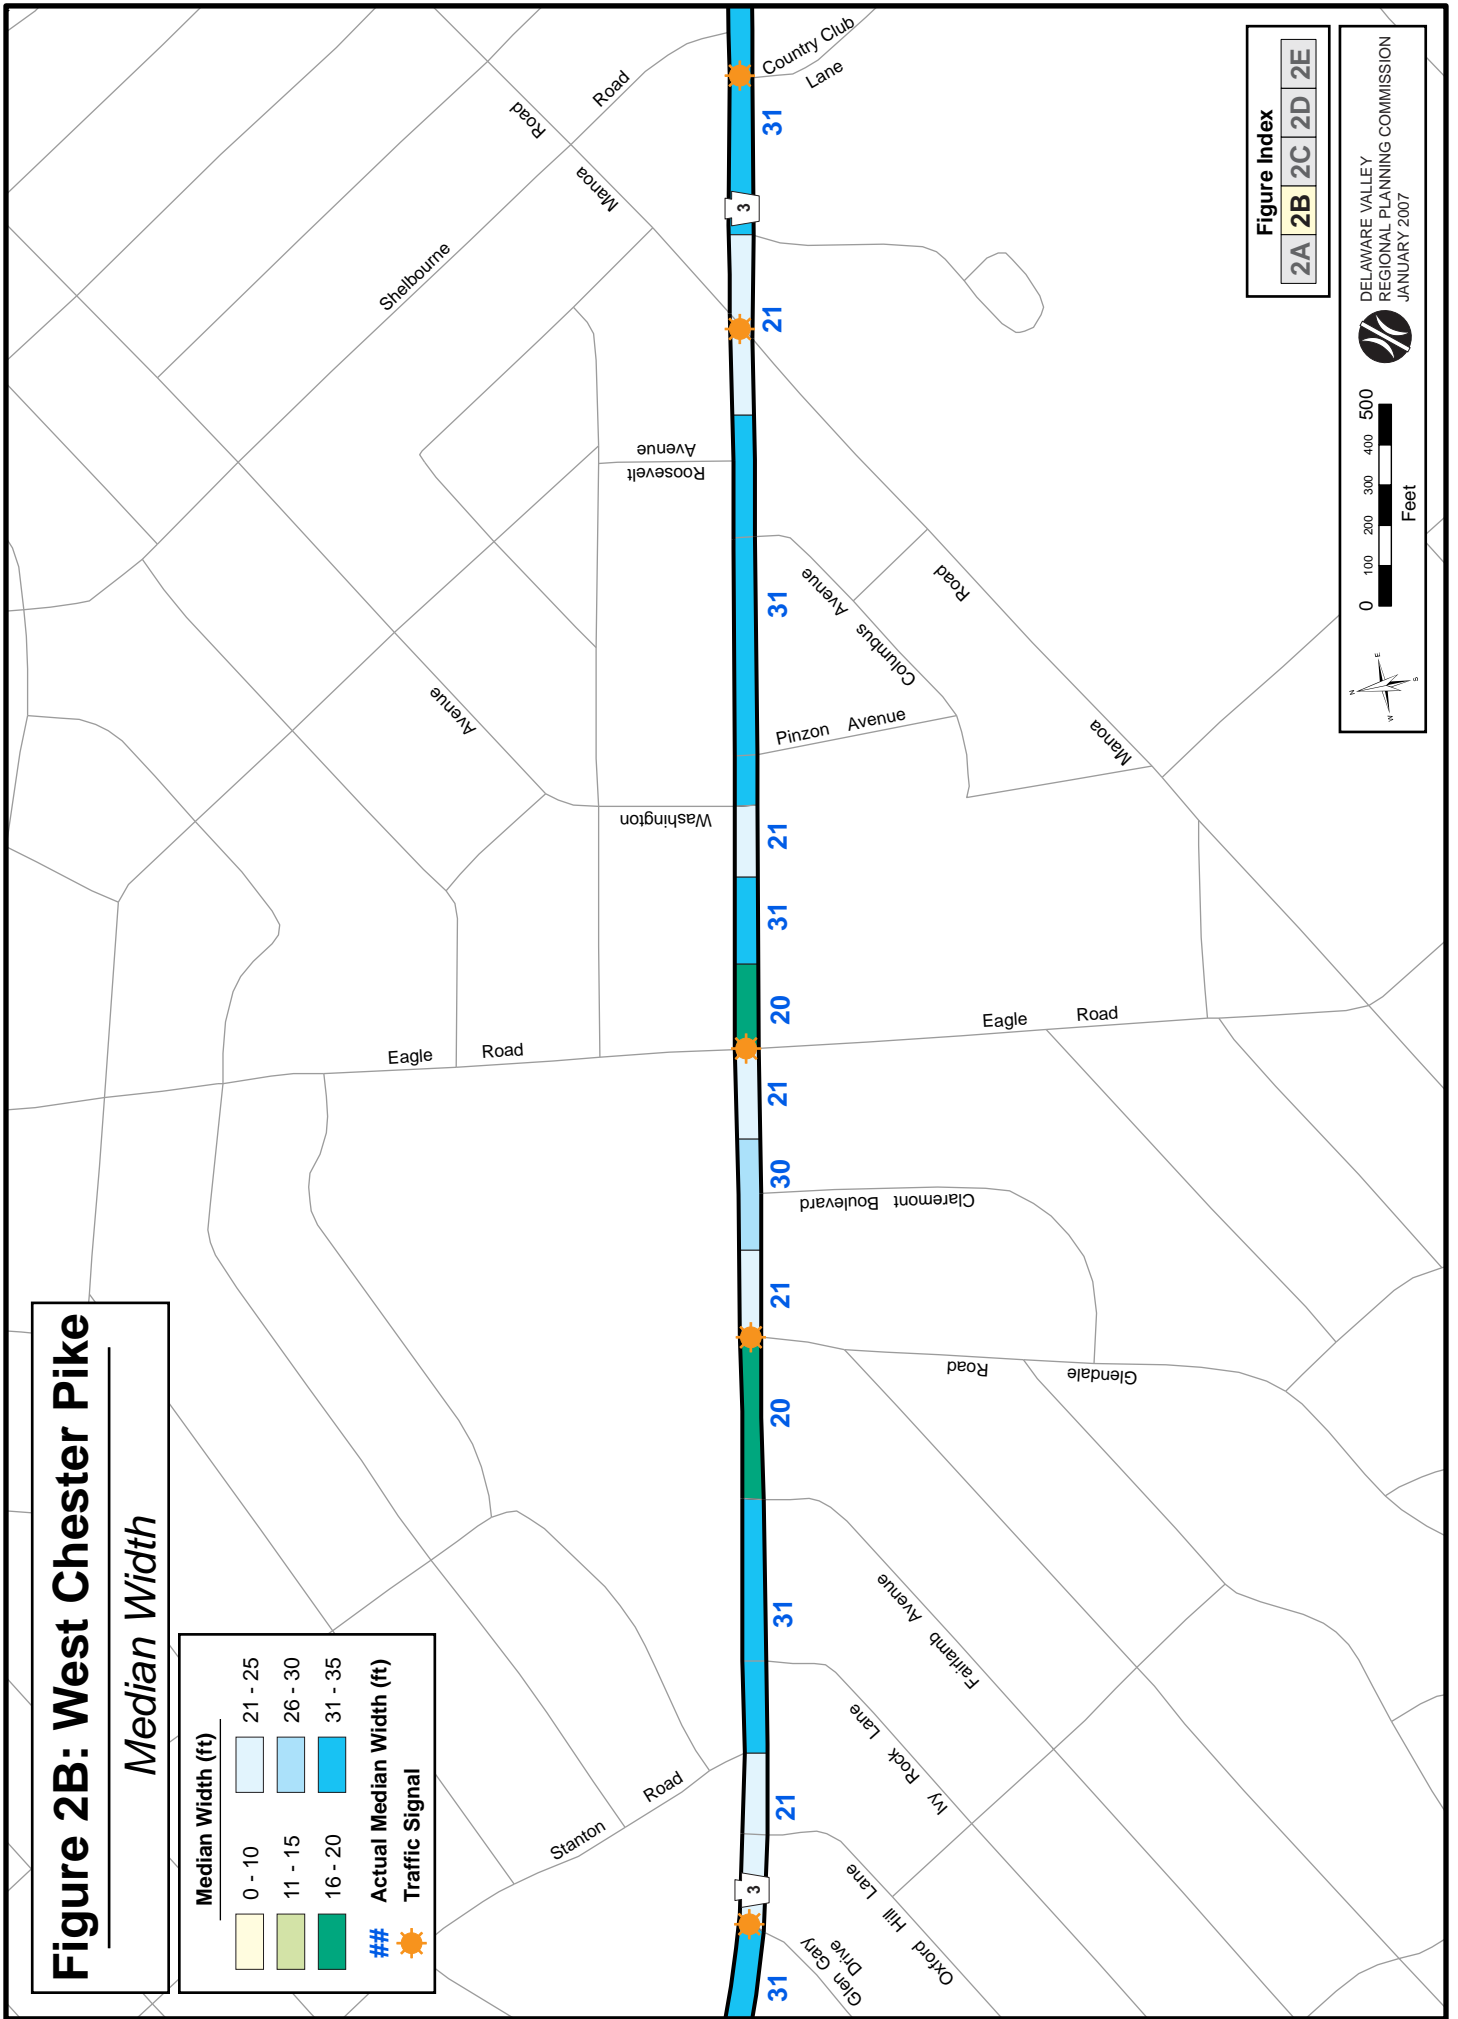 Figure 2B: West Chester Pike
Median Width
Median Width (ft)
0 - 10
21 - 25
11 - 15
26 - 30
16 - 20
31 - 35
## Actual Median Width (ft)
Traffic Signal
Stanton Road
Eagle Road
Washington
Avenue
Roosevelt
Avenue
Shelbourne
Road
Manoa
Road
3
3
31
21
31
20
21
30
21
20
31
21
31
21
31
Glen Gary
Drive
Oxford Hill Lane
Ivy Rock Lane
Fairlamb Avenue
Glendale Road
Claremont Boulevard
Eagle Road
Pinzon Avenue
Columbus Avenue
Manoa
Road
Country Club
Lane
Figure Index
2A 2B 2C 2D 2E
N
E
S
W
0 100 200 300 400 500
Feet
DELAWARE VALLEY
REGIONAL PLANNING COMMISSION
JANUARY 2007